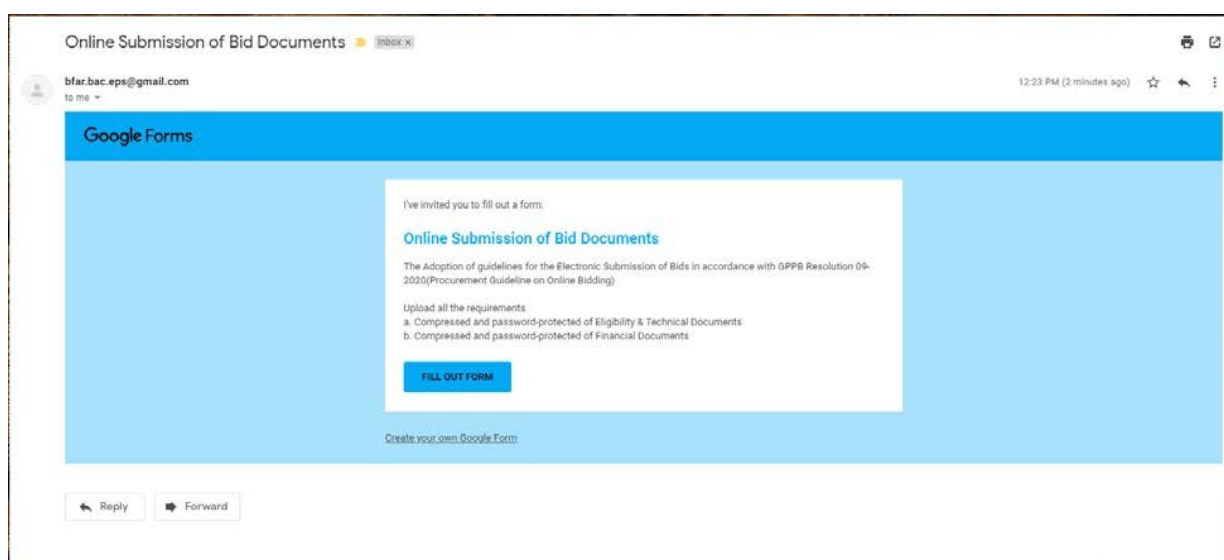 Online Submission of Bid Documents
Inbox x
bfar.bac.eps@gmail.com
12:23 PM (2 minutes ago)
to me
Google Forms
I've invited you to fill out a form:
Online Submission of Bid Documents
The Adoption of guidelines for the Electronic Submission of Bids in accordance with GPPB Resolution 09-
2020(Procurement Guideline on Online Bidding)
Upload all the requirements
a. Compressed and password-protected of Eligibility & Technical Documents
b. Compressed and password-protected of Financial Documents
FILL OUT FORM
Create your own Google Form
Reply
Forward